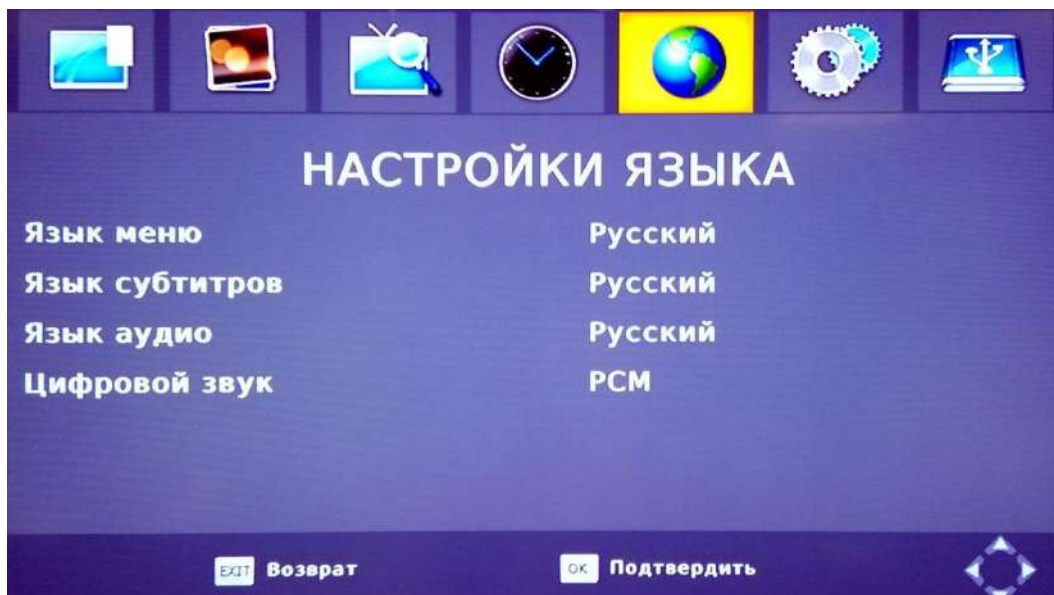 НАСТРОЙКИ ЯЗЫКА
Язык меню Русский
Язык субтитров Русский
Язык аудио Русский
Цифровой звук PCM
EXIT Возврат OK Подтвердить